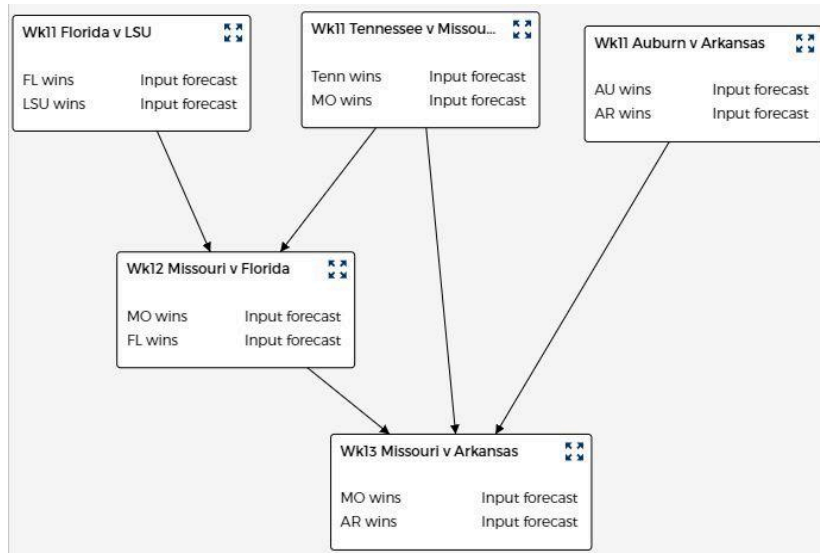 Wk11 Florida v LSU
FL wins Input forecast
LSU wins Input forecast
Wk11 Tennessee v Missou...
Tenn wins Input forecast
MO wins Input forecast
Wk11 Auburn v Arkansas
AU wins Input forecast
AR wins Input forecast
Wk12 Missouri v Florida
MO wins Input forecast
FL wins Input forecast
Wk13 Missouri v Arkansas
MO wins Input forecast
AR wins Input forecast